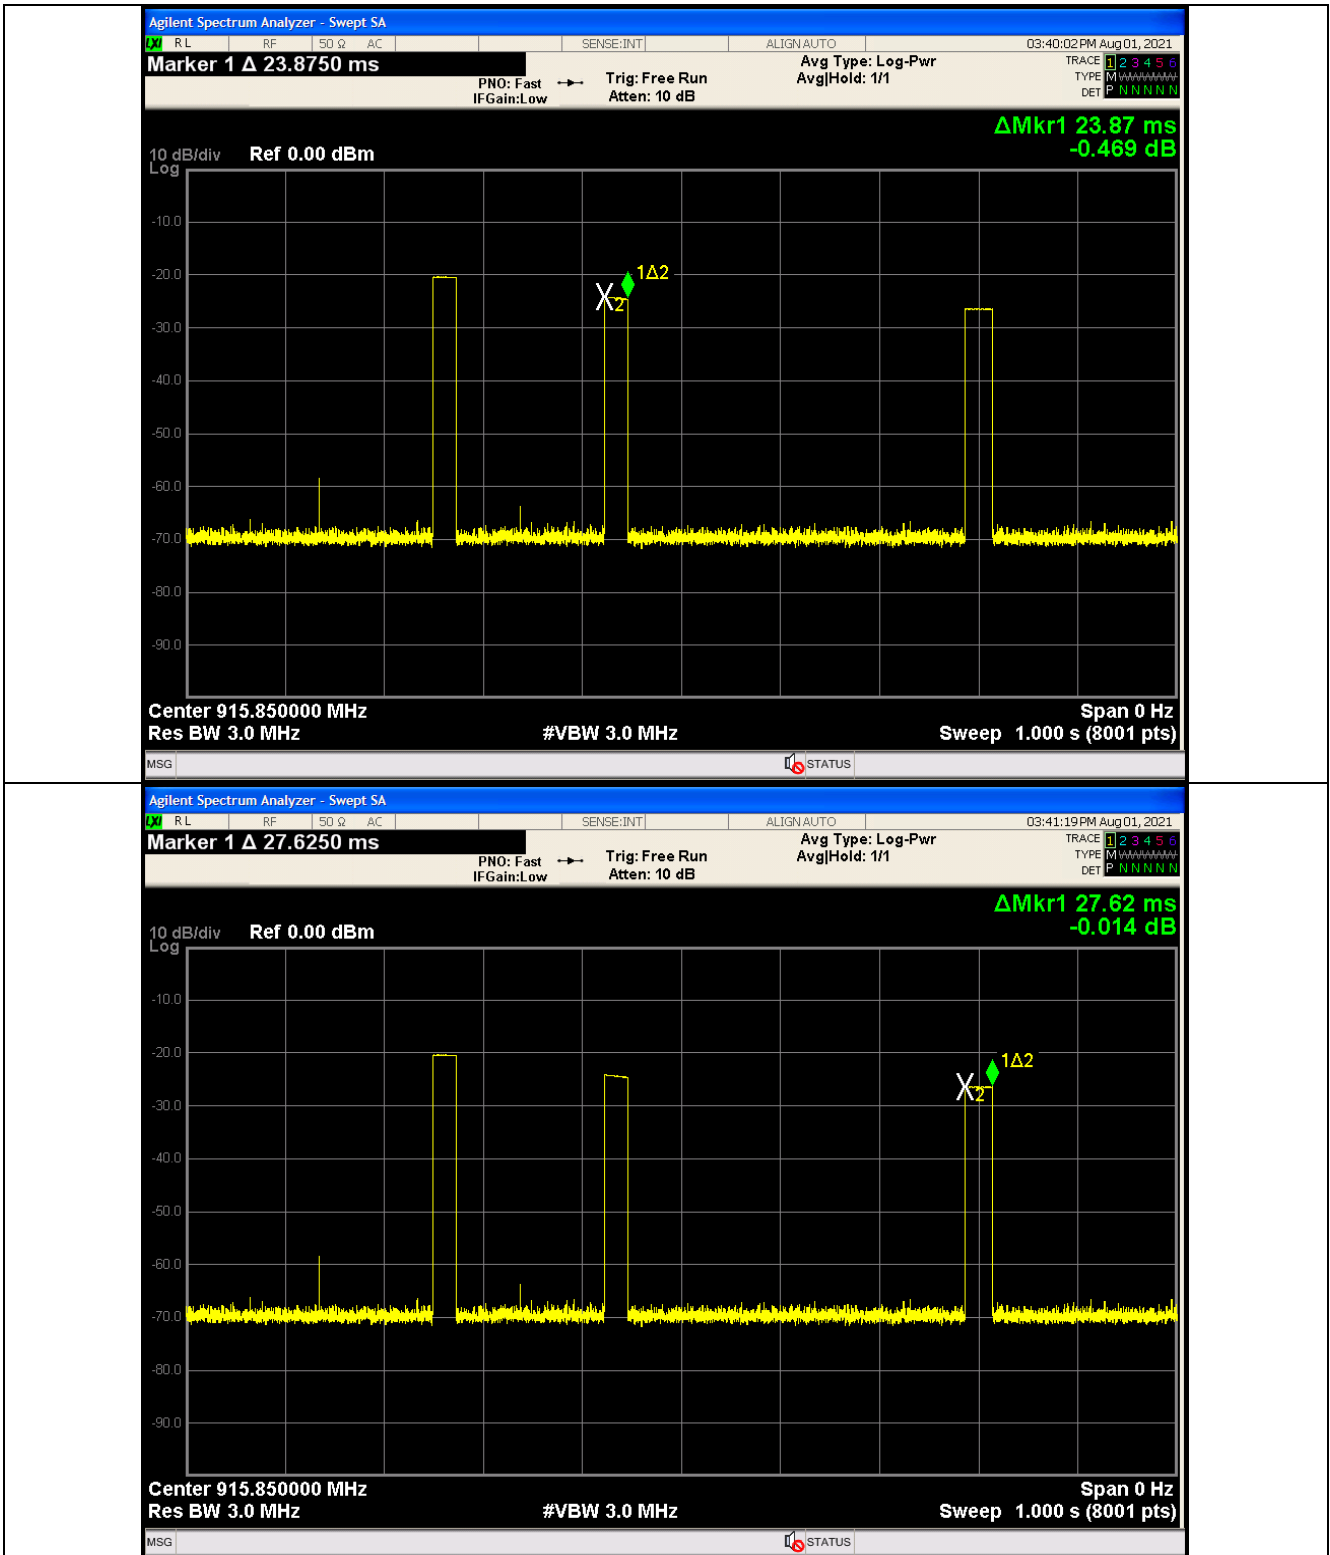 Agilent Spectrum Analyzer - Swept SA
LXI RL RF 50 Ω AC SENSE:INT ALIGN AUTO 03:40:02 PM Aug 01, 2021
Marker 1 Δ 23.8750 ms
PNO: Fast Trig: Free Run Avg Type: Log-Pwr TRACE 1 2 3 4 5 6
IFGain:Low Atten: 10 dB Avg|Hold: 1/1 TYPE M
DET P N N N N N
ΔMkr1 23.87 ms
-0.469 dB
10 dB/div Ref 0.00 dBm
Log
-10.0
-20.0
1Δ2
X2
-30.0
-40.0
-50.0
-60.0
-70.0
-80.0
-90.0
Center 915.850000 MHz Span 0 Hz
Res BW 3.0 MHz #VBW 3.0 MHz Sweep 1.000 s (8001 pts)
MSG STATUS
Agilent Spectrum Analyzer - Swept SA
LXI RL RF 50 Ω AC SENSE:INT ALIGN AUTO 03:41:19 PM Aug 01, 2021
Marker 1 Δ 27.6250 ms
PNO: Fast Trig: Free Run Avg Type: Log-Pwr TRACE 1 2 3 4 5 6
IFGain:Low Atten: 10 dB Avg|Hold: 1/1 TYPE M
DET P N N N N N
ΔMkr1 27.62 ms
-0.014 dB
10 dB/div Ref 0.00 dBm
Log
-10.0
-20.0
1Δ2
X2
-30.0
-40.0
-50.0
-60.0
-70.0
-80.0
-90.0
Center 915.850000 MHz Span 0 Hz
Res BW 3.0 MHz #VBW 3.0 MHz Sweep 1.000 s (8001 pts)
MSG STATUS